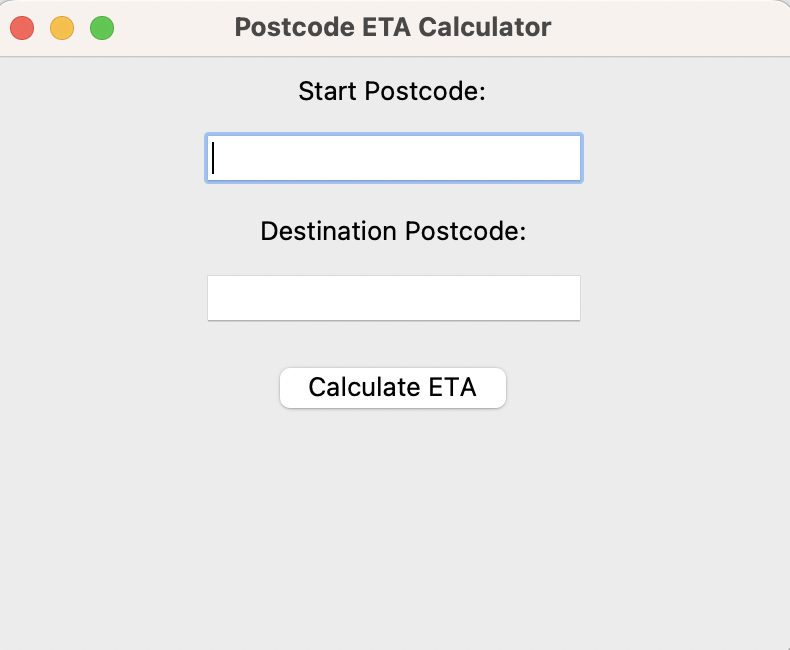 Postcode ETA Calculator
Start Postcode:
Destination Postcode:
Calculate ETA